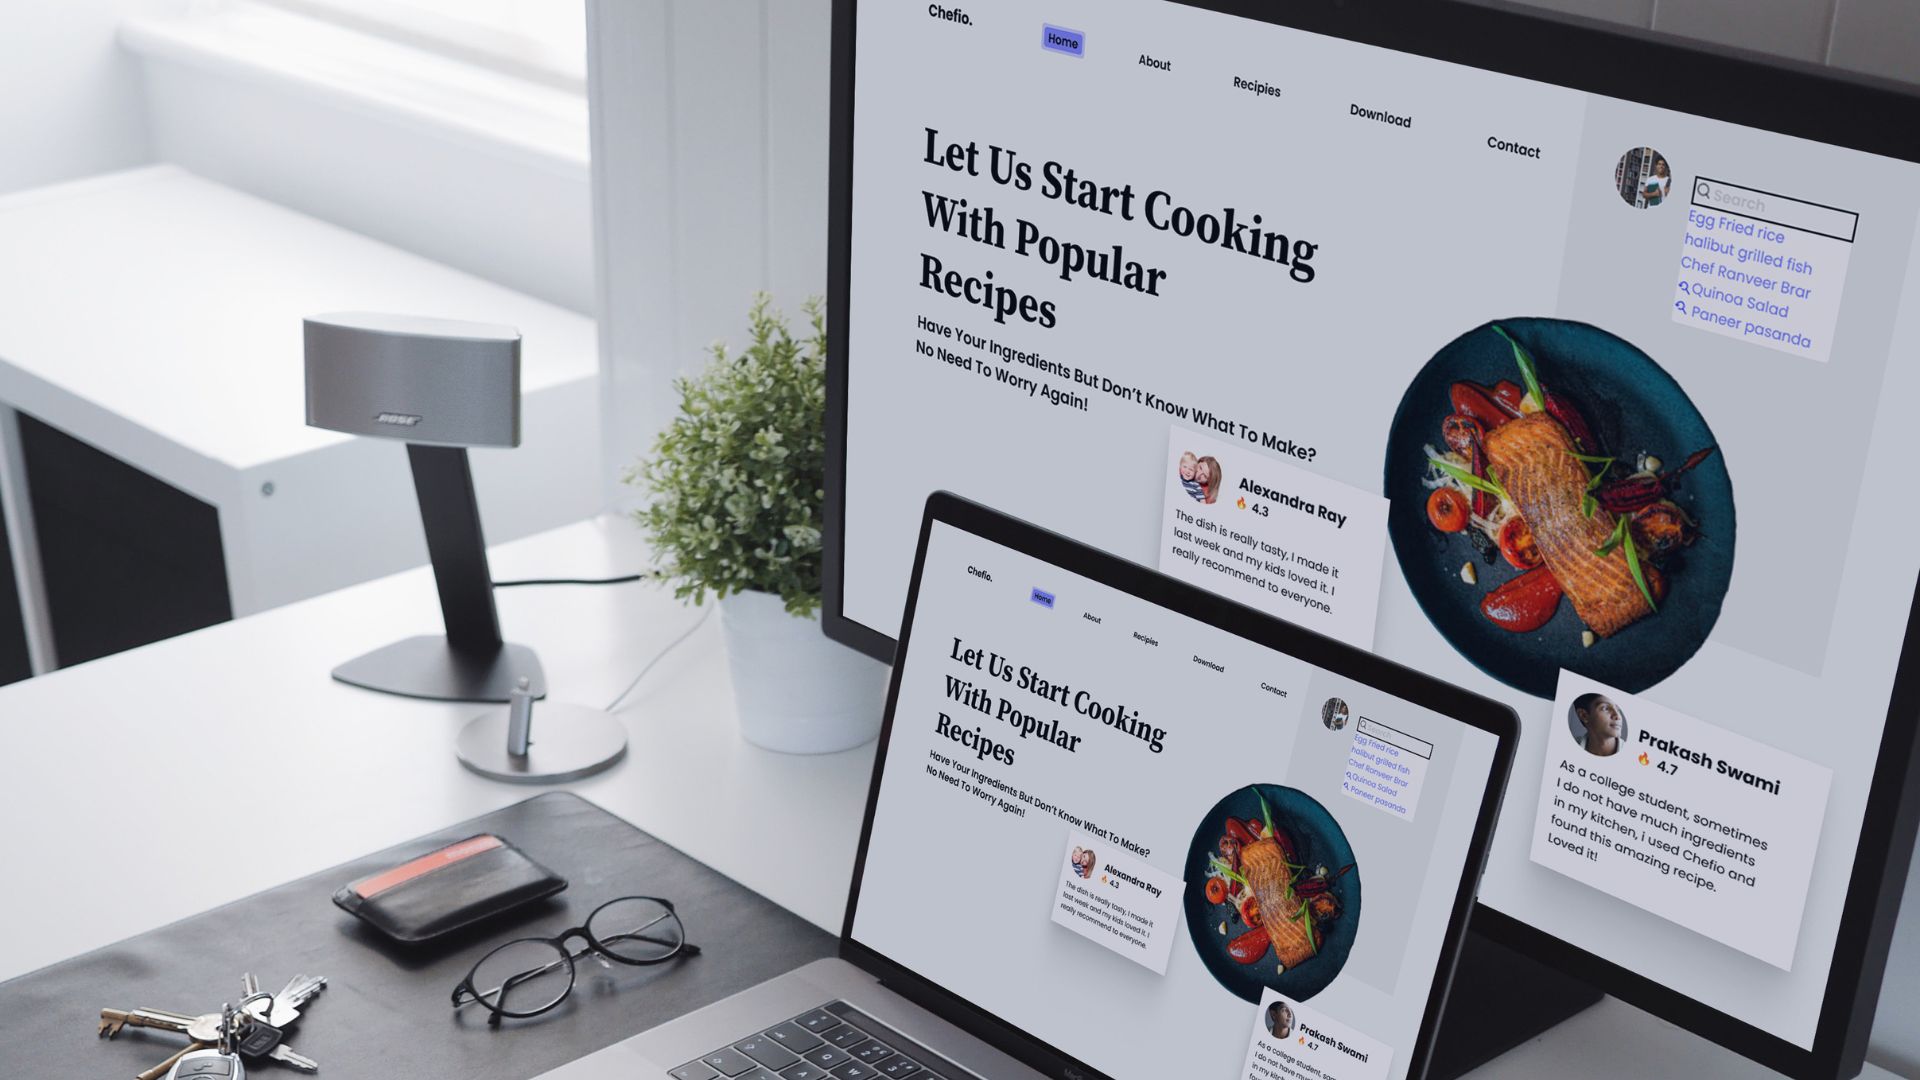 Chefio.
Home
About
Recipies
Download
Contact
Let Us Start Cooking
With Popular
Recipes
Have Your Ingredients But Don't Know What To Make?
No Need To Worry Again!
Search
Egg Fried rice
halibut grilled fish
Chef Ranveer Brar
Quinoa Salad
Paneer pasanda
Alexandra Ray
4.3
The dish is really tasty, I made it
last week and my kids loved it. I
really recommend to everyone.
Prakash Swami
4.7
As a college student, sometimes
I do not have much ingredients
in my kitchen, i used Chefio and
found this amazing recipe.
Loved it!
BOSE
Chefio.
Home
About
Recipies
Download
Contact
Let Us Start Cooking
With Popular
Recipes
Have Your Ingredients But Don't Know What To Make?
No Need To Worry Again!
Search
Egg Fried rice
halibut grilled fish
Chef Ranveer Brar
Quinoa Salad
Paneer pasanda
Alexandra Ray
4.3
The dish is really tasty, I made it
last week and my kids loved it. I
really recommend to everyone.
Prakash Swami
4.7
As a college student, som
I do not have muc
in my kitch